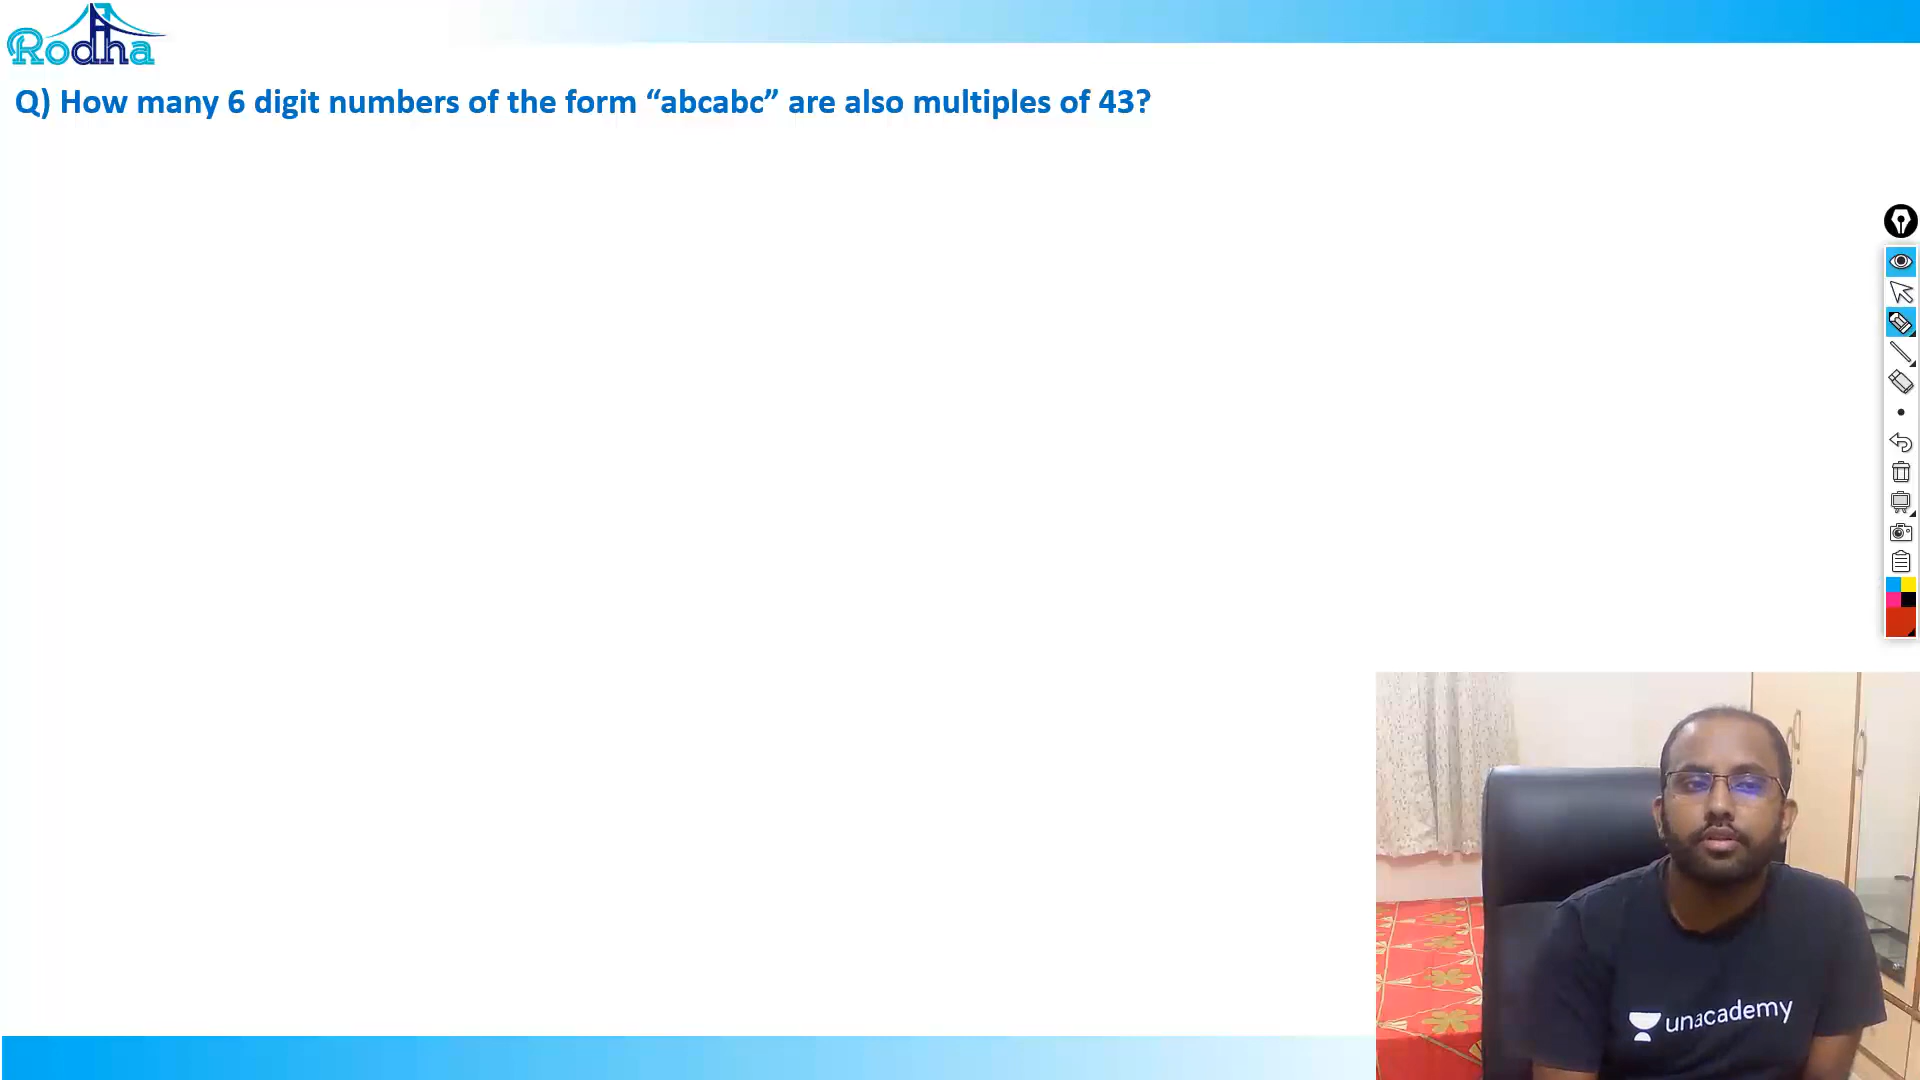 Rodha
Q) How many 6 digit numbers of the form “abcabc” are also multiples of 43?
unacademy